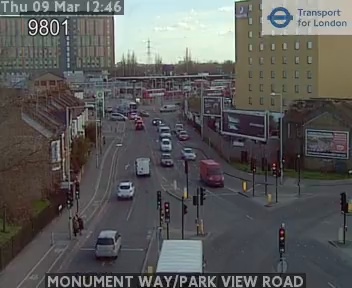 Thu 09 Mar 12:46
Transport
for London
9801
MONUMENT WAY/PARK VIEW ROAD